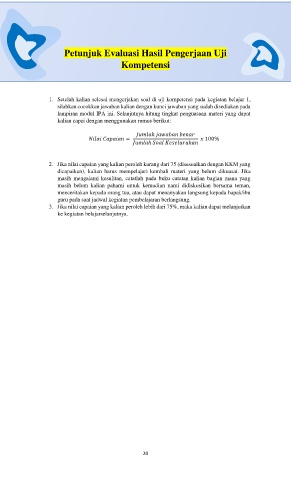 Petunjuk Evaluasi Hasil Pengerjaan Uji
Kompetensi
1. Setelah kalian selesai mengerjakan soal di uji kompetensi pada kegiatan belajar 1,
silahkan cocokkan jawaban kalian dengan kunci jawaban yang sudah disediakan pada
lampiran modul IPA ini. Selanjutnya hitung tingkat penguasaan materi yang dapat
kalian capai dengan menggunakan rumus berikut:
Nilai Capaian = Jumlah jawaban benar / Jumlah Soal Keseluruhan x 100%
2. Jika nilai capaian yang kalian peroleh kurang dari 75 (disesuaikan dengan KKM yang
dicapaikan), kalian harus mempelajari kembali materi yang belum dikuasai. Jika
masih mengalami kesulitan, catatlah pada buku catatan kalian bagian mana yang
masih belum kalian pahami untuk kemudian nanti didiskusikan bersama teman,
menceritakan kepada orang tua, atau dapat menanyakan langsung kepada bapak/ibu
guru pada saat jadwal kegiatan pembelajaran berlangsung.
3. Jika nilai capaian yang kalian peroleh lebih dari 75%, maka kalian dapat melanjutkan
ke kegiatan belajar selanjutnya.